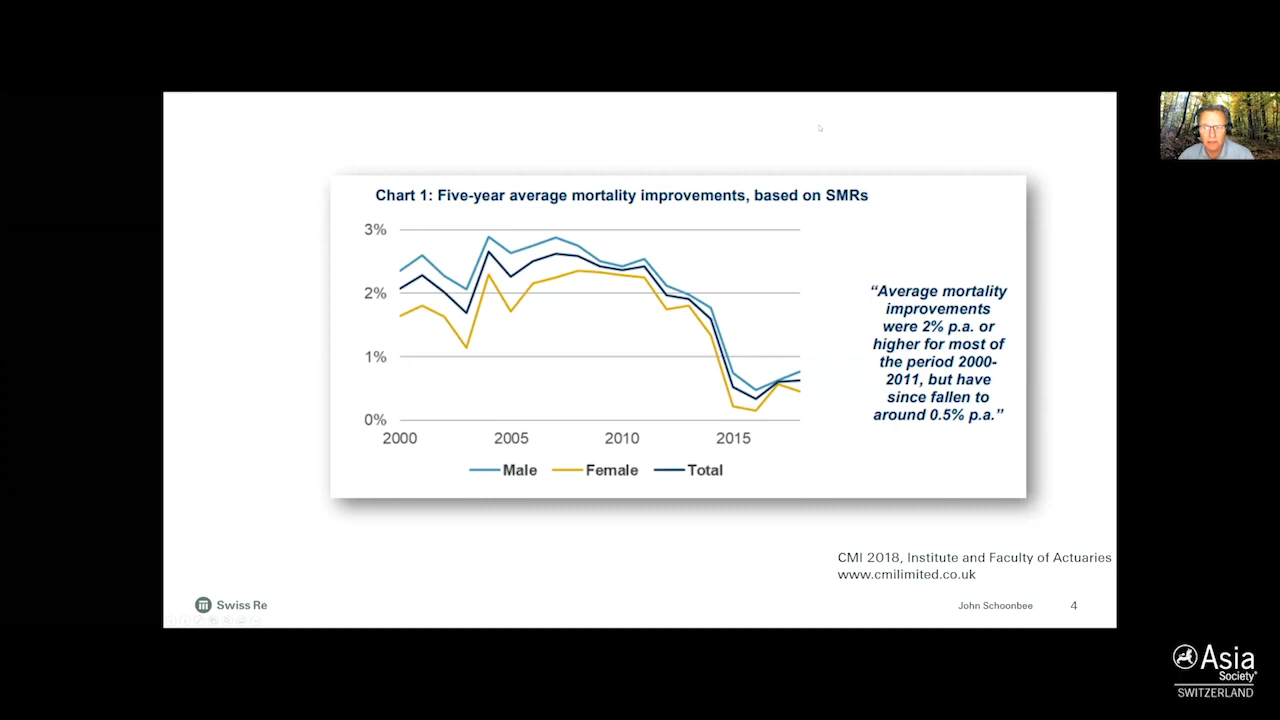 Chart 1: Five-year average mortality improvements, based on SMRs
3%
2%
1%
0%
2000 2005 2010 2015
Male Female Total
“Average mortality
improvements
were 2% p.a. or
higher for most of
the period 2000-
2011, but have
since fallen to
around 0.5% p.a.”
CMI 2018, Institute and Faculty of Actuaries
www.cmilimited.co.uk
Swiss Re
John Schoonbee 4
Asia
Society
SWITZERLAND